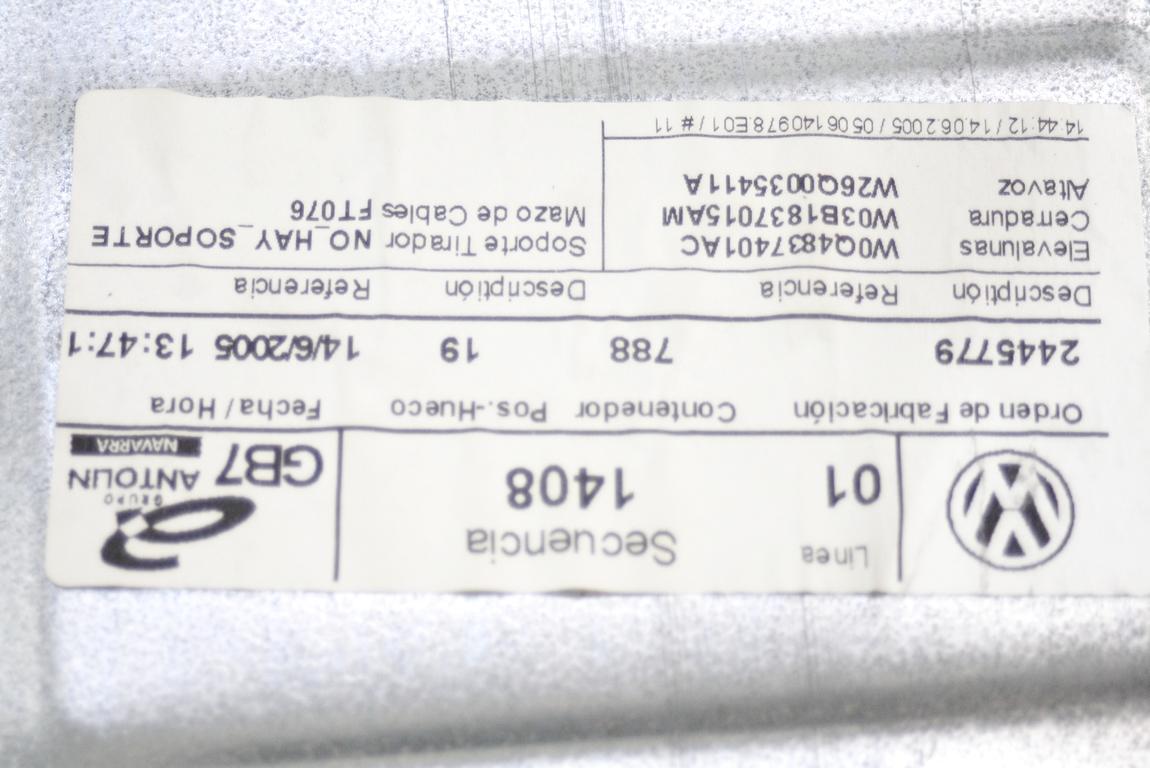 Linea
Secuencia
01
1408
GRUPO
ANTOLIN
NAVARRA
GB7
Orden de Fabricación Contenedor Pos.-Hueco Fecha / Hora
2445779 788 19 14/6/2005 13:47:1
Descripción Referencia Descripción Referencia
Elevalunas W0Q4837401AC Soporte Tirador NO_HAY_SOPORTE
Cerradura W03B1837015AM Mazo de Cables FT076
Altavoz W26Q0035411A
14:44:12 / 14.06.2005 / 05 06140978E01 / # 11